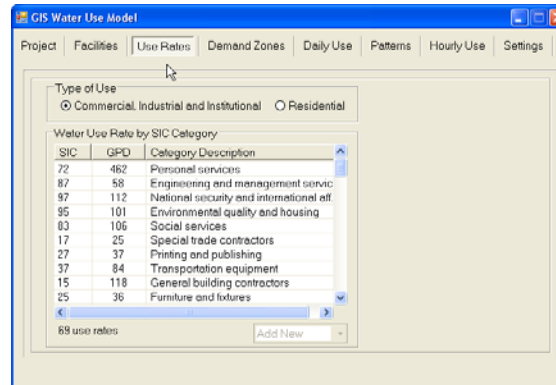 GIS Water Use Model
Project Facilities Use Rates Demand Zones Daily Use Patterns Hourly Use Settings
Type of Use
Commercial, Industrial and Institutional Residential
Water Use Rate by SIC Category
SIC GPD Category Description
72 462 Personal services
87 58 Engineering and management servic
97 112 National security and international aff.
95 101 Environmental quality and housing
83 106 Social services
17 25 Special trade contractors
27 37 Printing and publishing
37 84 Transportation equipment
15 118 General building contractors
25 36 Furniture and fixtures
69 use rates Add New